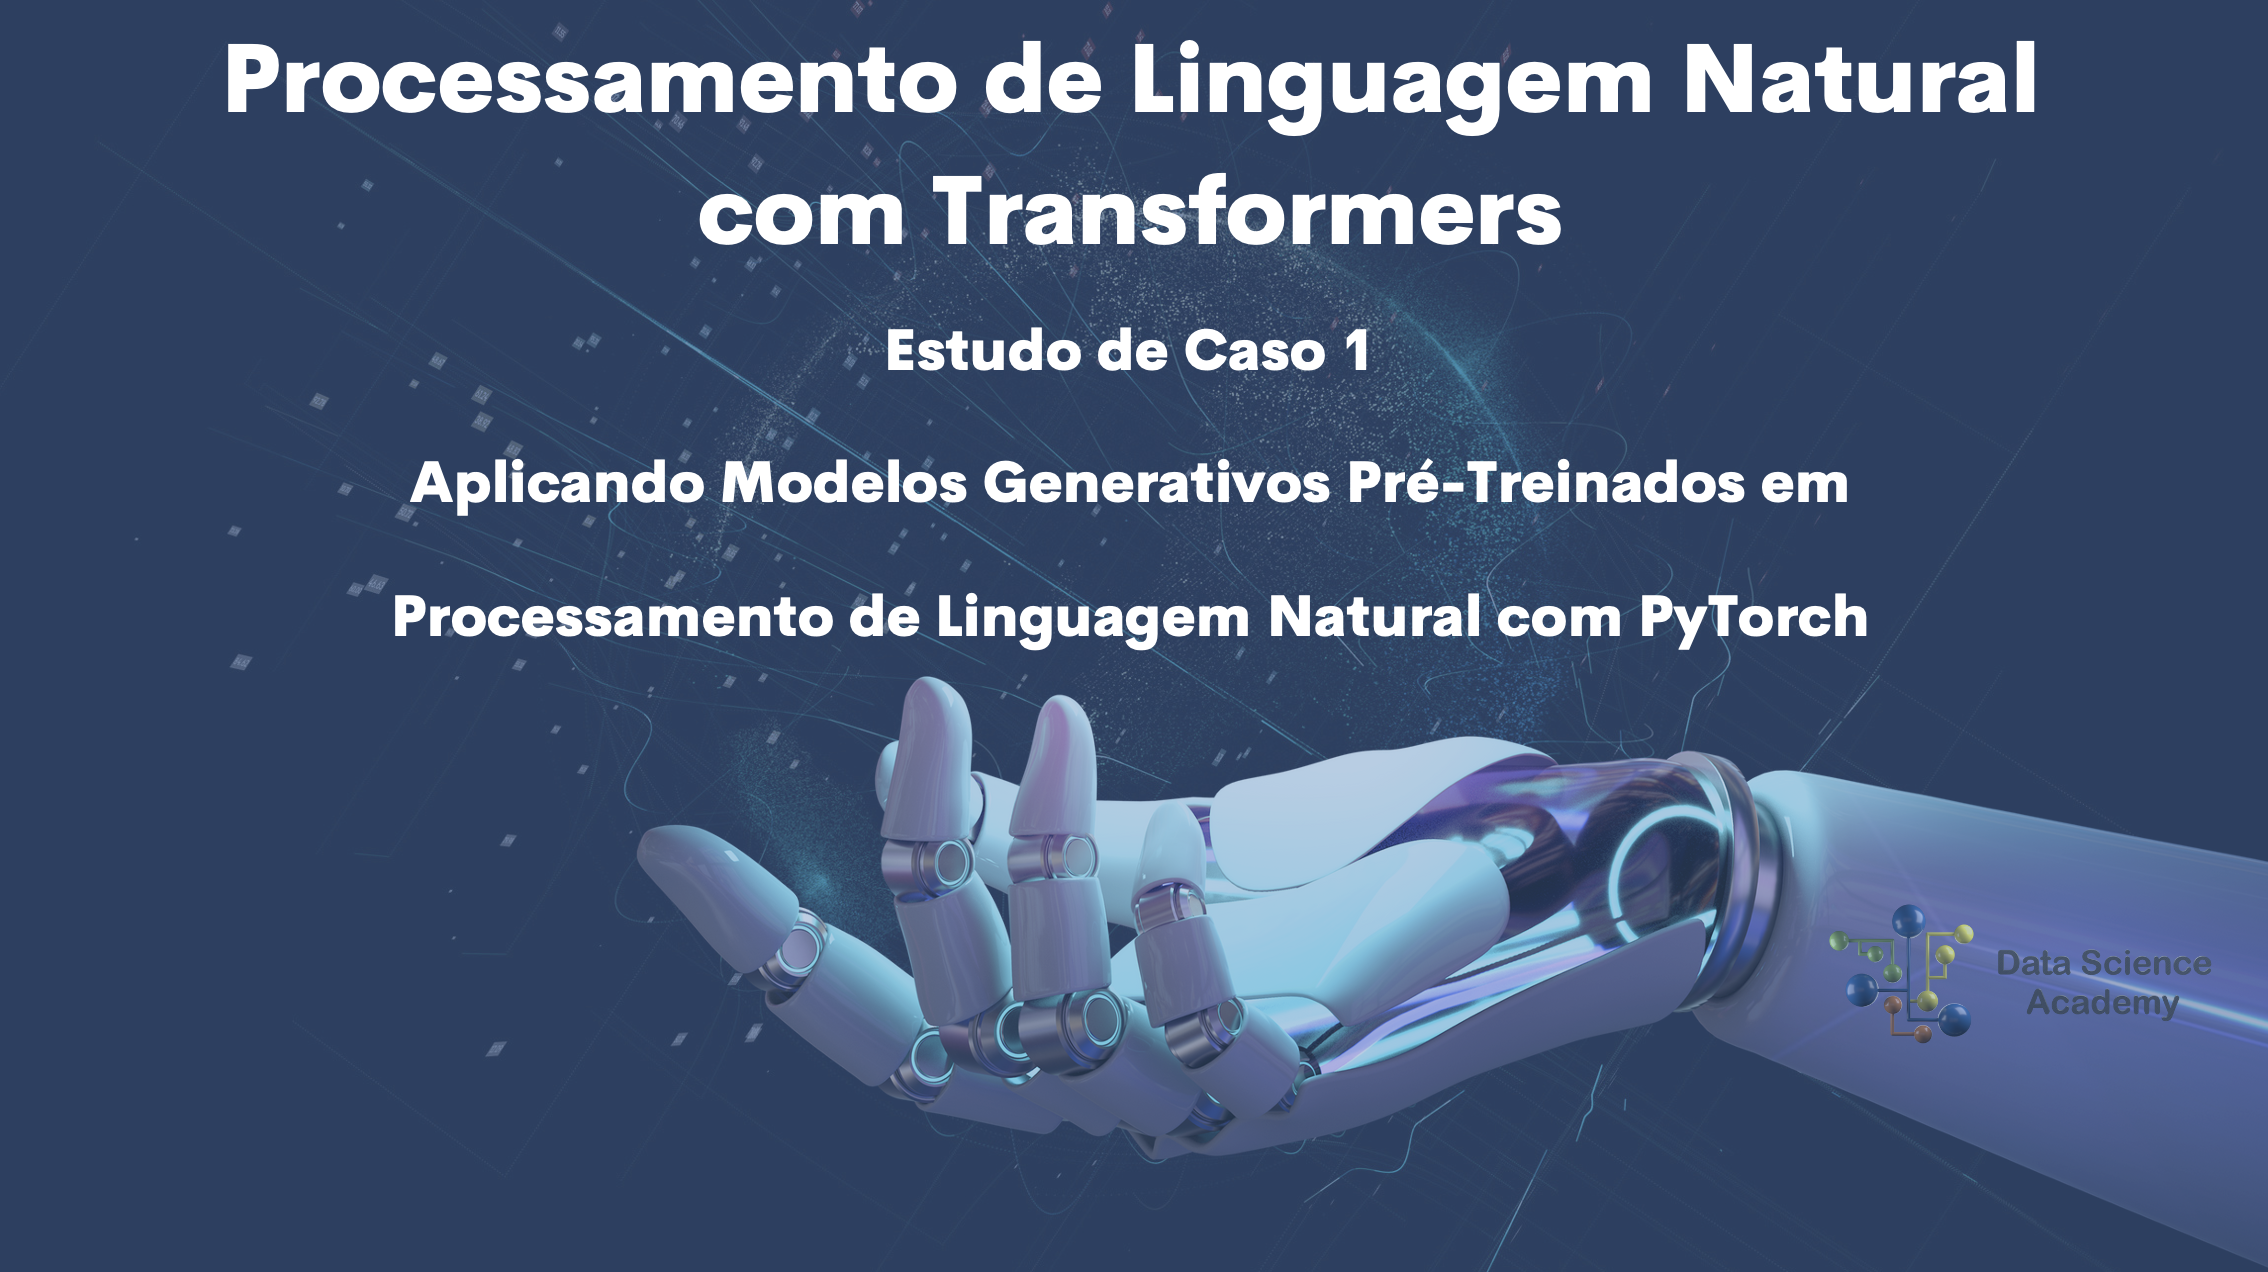 Processamento de Linguagem Natural
com Transformers
Estudo de Caso 1
Aplicando Modelos Generativos Pré-Treinados em
Processamento de Linguagem Natural com PyTorch
Data Science
Academy